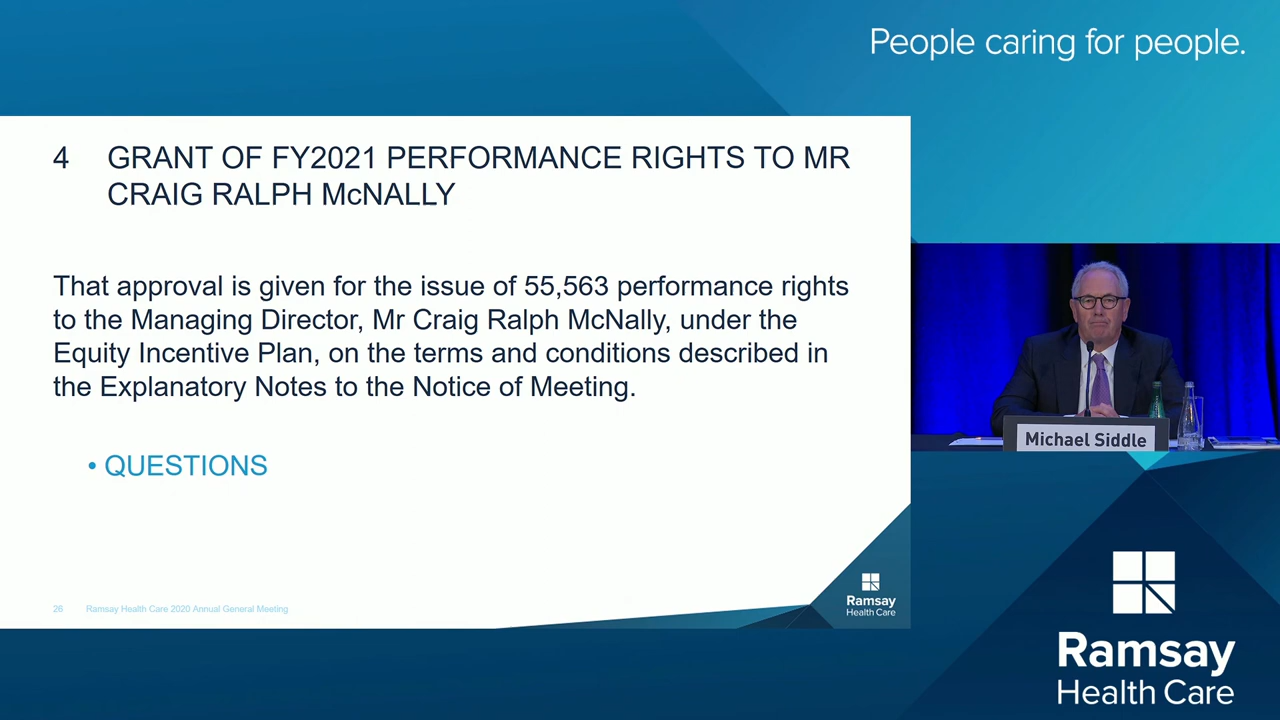 People caring for people.
4 GRANT OF FY2021 PERFORMANCE RIGHTS TO MR
CRAIG RALPH McNALLY
That approval is given for the issue of 55,563 performance rights
to the Managing Director, Mr Craig Ralph McNally, under the
Equity Incentive Plan, on the terms and conditions described in
the Explanatory Notes to the Notice of Meeting.
• QUESTIONS
26 Ramsay Health Care 2020 Annual General Meeting
Ramsay
Health Care
Michael Siddle
Ramsay
Health Care